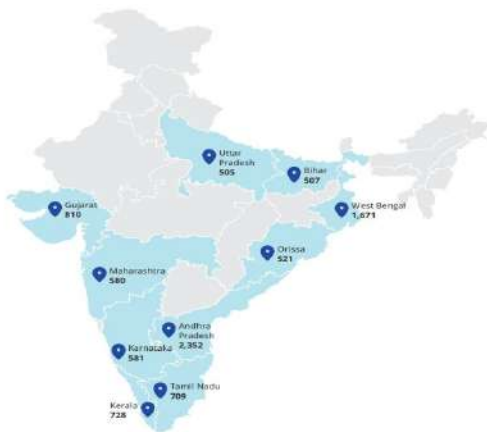 Uttar
Pradesh
505
Bihar
507
Gujarat
810
West Bengal
1,671
Orissa
521
Maharashtra
580
Andhra
Pradesh
2,352
Karnataka
581
Tamil Nadu
709
Kerala
728